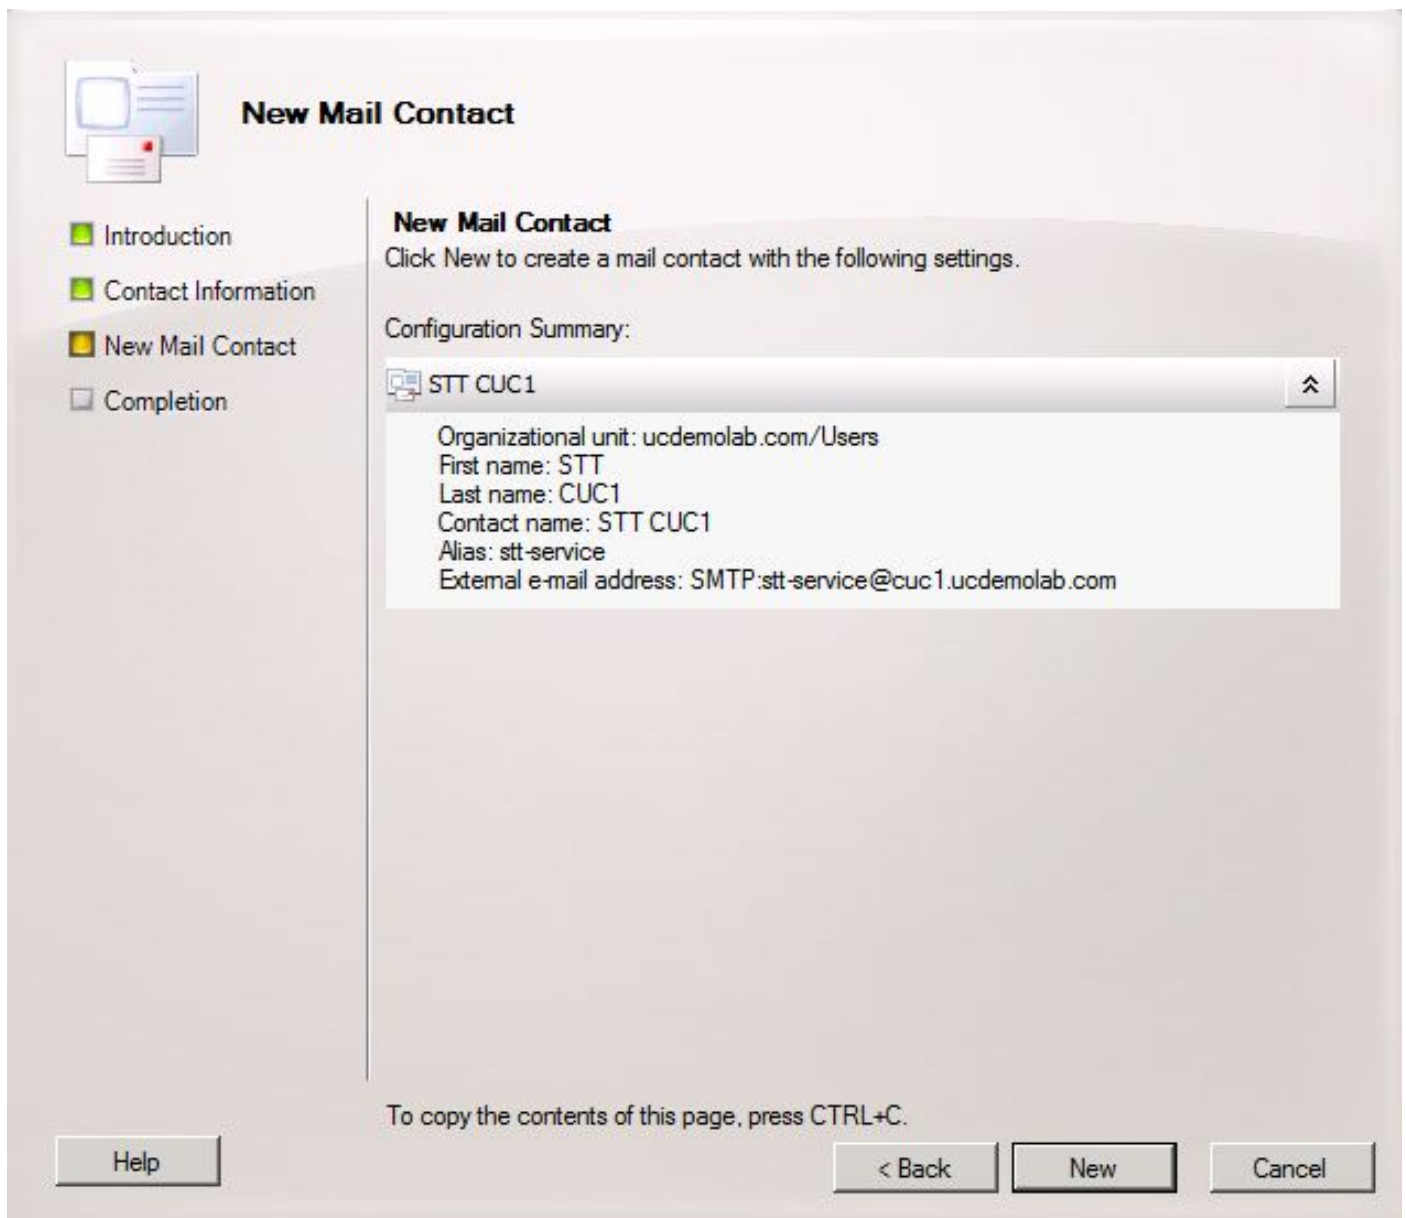 New Mail Contact
Introduction
Contact Information
New Mail Contact
Completion
New Mail Contact
Click New to create a mail contact with the following settings.
Configuration Summary:
STT CUC1
Organizational unit: ucdemolab.com/Users
First name: STT
Last name: CUC1
Contact name: STT CUC1
Alias: stt-service
External e-mail address: SMTP:stt-service@cuc1.ucdemolab.com
To copy the contents of this page, press CTRL+C.
Help
< Back
New
Cancel